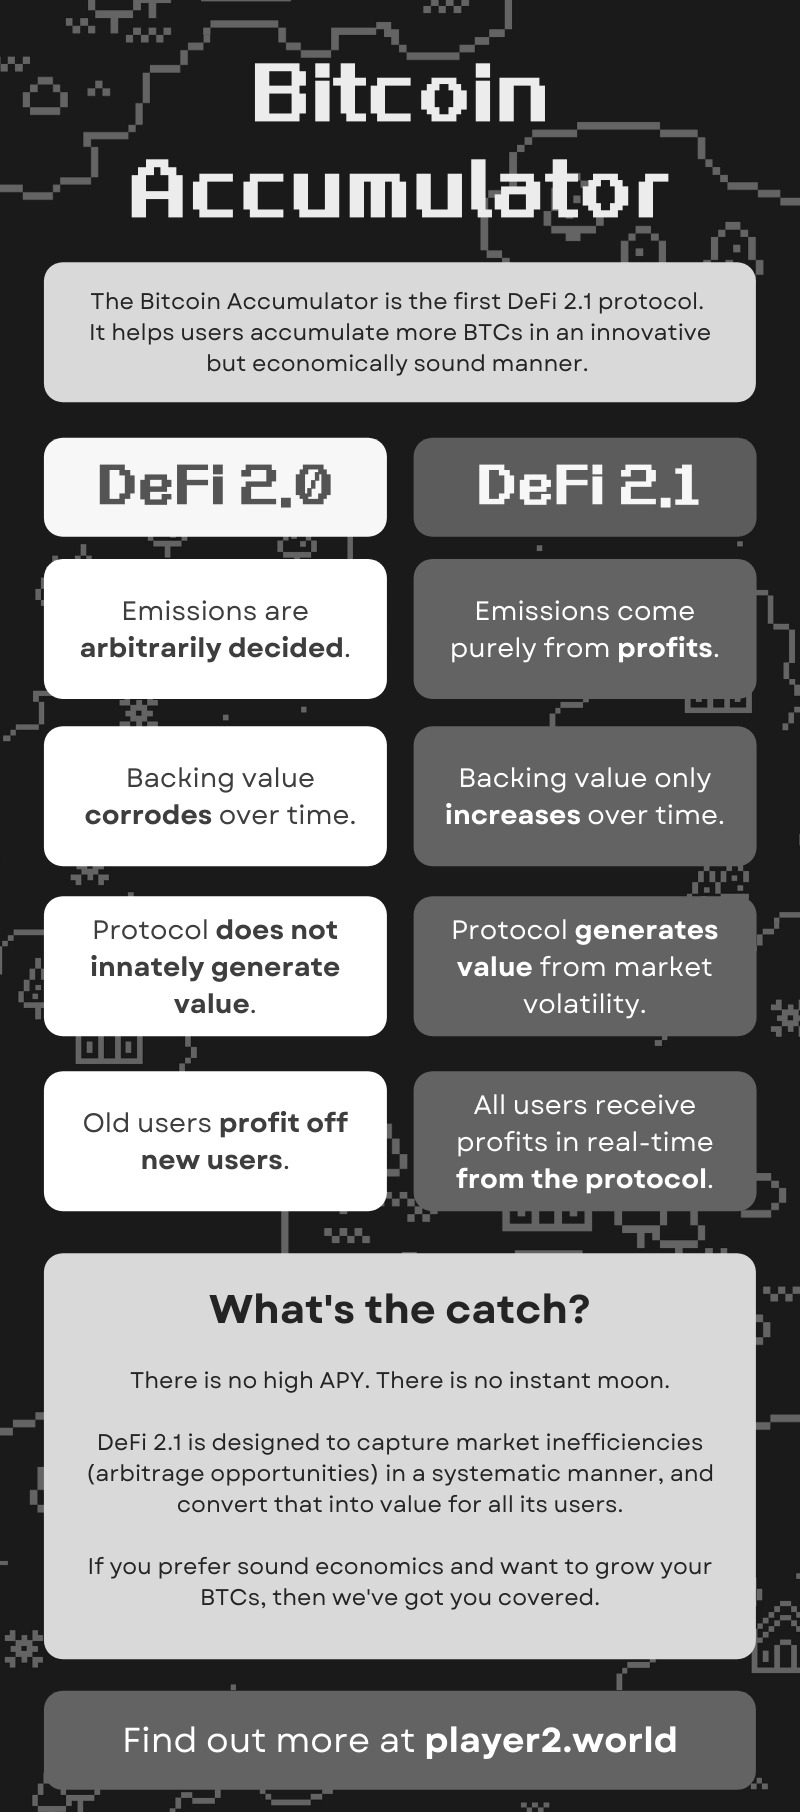 Bitcoin
Accumulator
The Bitcoin Accumulator is the first DeFi 2.1 protocol.
It helps users accumulate more BTCs in an innovative
but economically sound manner.
DeFi 2.0
DeFi 2.1
Emissions are
arbitrarily decided.
Emissions come
purely from profits.
Backing value
corrodes over time.
Backing value only
increases over time.
Protocol does not
innately generate
value.
Protocol generates
value from market
volatility.
Old users profit off
new users.
All users receive
profits in real-time
from the protocol.
What's the catch?
There is no high APY. There is no instant moon.
DeFi 2.1 is designed to capture market inefficiencies
(arbitrage opportunities) in a systematic manner, and
convert that into value for all its users.
If you prefer sound economics and want to grow your
BTCs, then we've got you covered.
Find out more at player2.world